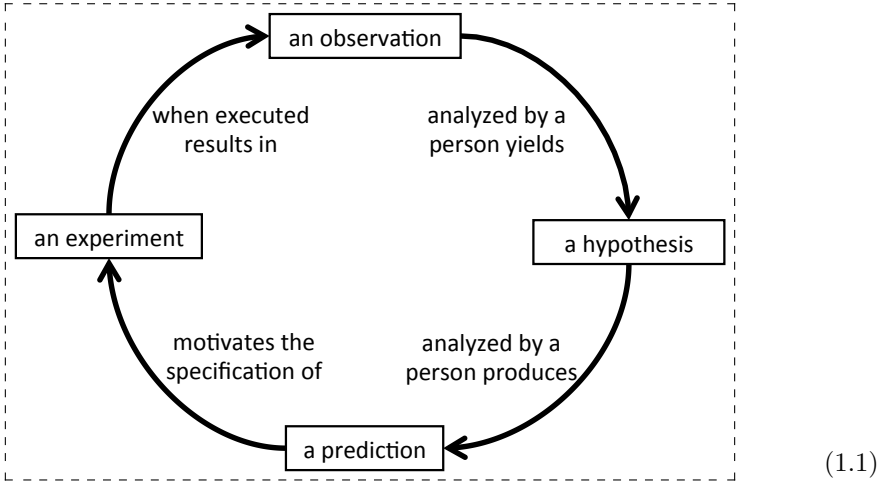 an observation
when executed
results in
analyzed by a
person yields
an experiment
a hypothesis
motivates the
specification of
analyzed by a
person produces
a prediction
(1.1)